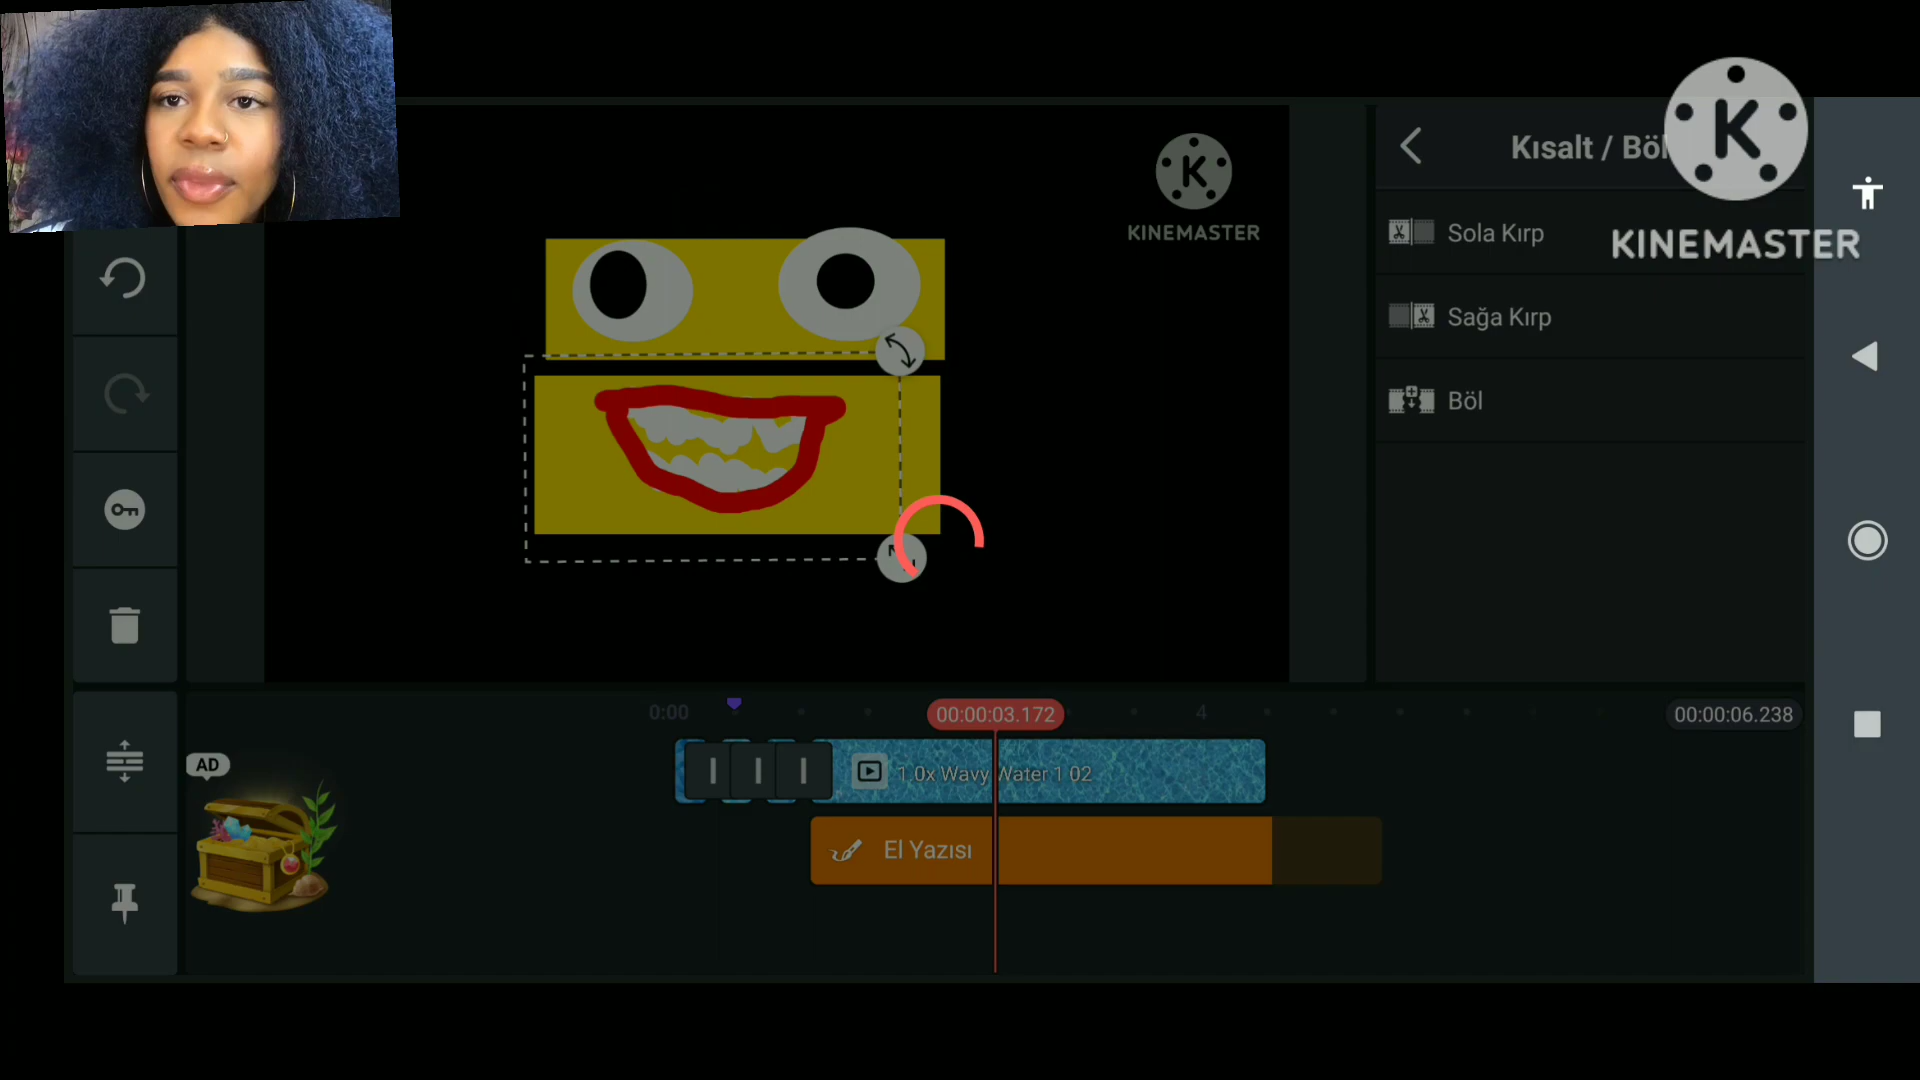 KINEMASTER
Kısalt / Böl
KINEMASTER
Sola Kırp
Sağa Kırp
Böl
0:00
00:00:03.172
4
00:00:06.238
AD
1.0x Wavy Water 1 02
El Yazısı